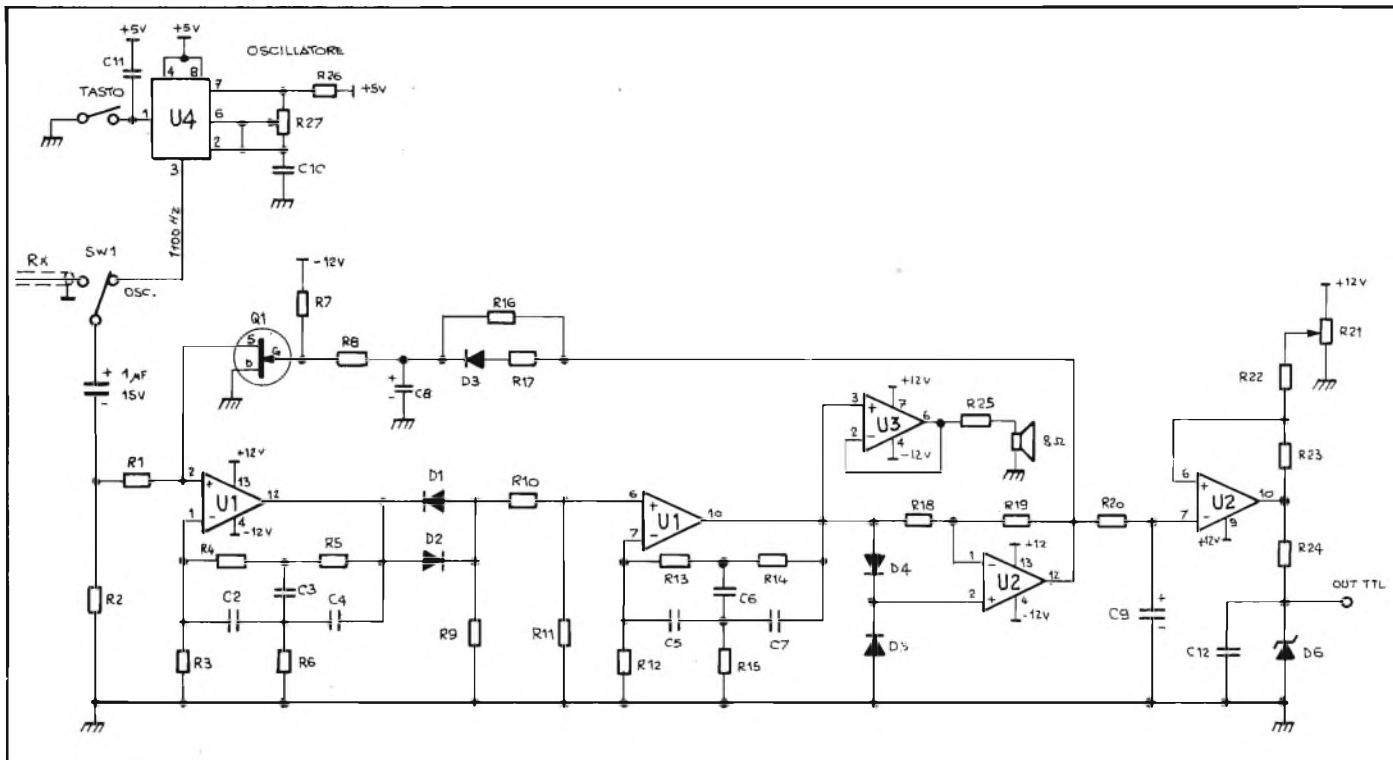 +5V
+5V
OSCILLATORE
C11
4 8
7
R26
+5V
TASTO
1
U4
6
R27
2
3
C10
1100 Hz
Rx
SW1
OSC.
-12V
R7
R16
+12V
Q1
S
G
D
R8
D3
R17
R21
+
1µF
15V
-
+
-
C8
R22
+12V
3
+
7
U3
6
R25
2
-
4
-12V
8Ω
R23
R1
2
+
+12V
13
U1
12
1
-
4
-12V
D1
R10
6
+
U1
10
7
-
R18
R19
R20
6
+
U2
10
7
-
9
+12V
R4
R5
D2
R13
R14
D4
1
-
+12
13
U2
12
2
+
4
-12V
R24
OUT TTL
C3
C6
R2
C2
C4
R9
R11
C5
C7
D5
C9
+
-
C12
D6
R3
R6
R12
R15